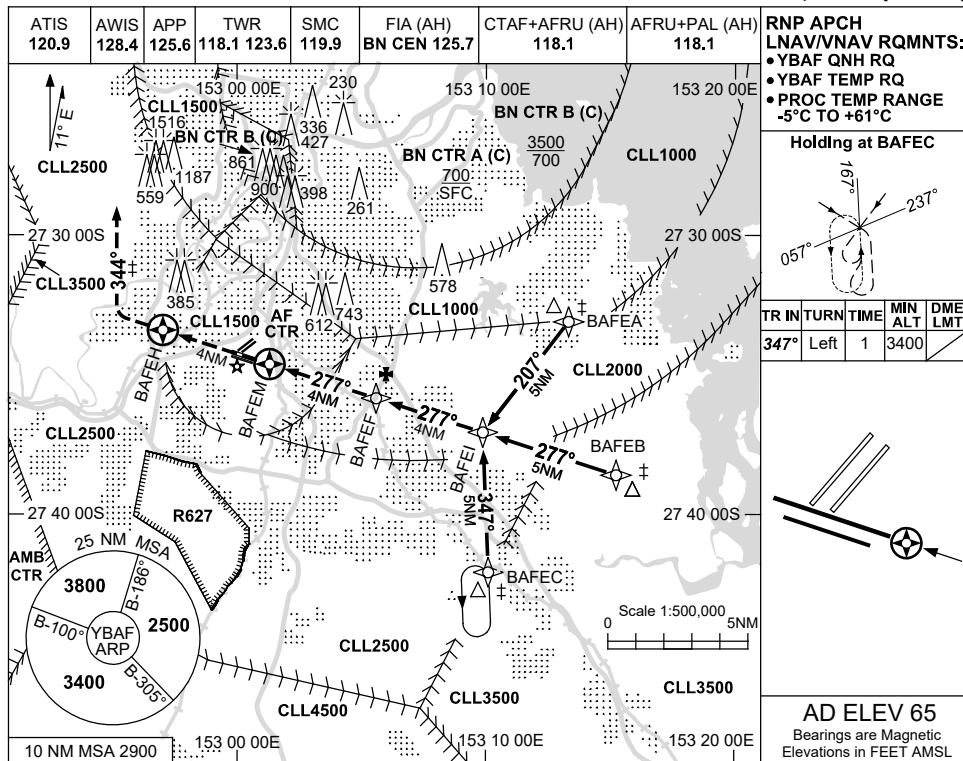 ATIS
120.9
AWIS
128.4
APP
125.6
TWR
118.1 123.6
SMC
119.9
FIA (AH)
BN CEN 125.7
CTAF+AFRU (AH)
118.1
AFRU+PAL (AH)
118.1
RNP APCH
LNAV/VNAV RQMNTS:
• YBAF QNH RQ
• YBAF TEMP RQ
• PROC TEMP RANGE
-5°C TO +61°C
Holding at BAFEC
167°
237°
057°
TR IN TURN TIME MIN ALT DME LMT
347° Left 1 3400
153 00 00E
153 10 00E
153 20 00E
11° E
CLL2500
CLL1500
1516
BN CTR B (C)
230
336
427
861
1187
559
900
398
261
BN CTR A (C)
700
SFC
BN CTR B (C)
3500
700
CLL1000
27 30 00S
27 30 00S
CLL3500
344°
‡
385
578
CLL1000
743
612
CLL1500
AF
CTR
BAFEA
‡
207°
5NM
CLL2000
4NM
277°
4NM
277°
4NM
277°
5NM
BAFEB
‡
BAFEH
BAFEM
BAFEF
BAFEI
CLL2500
347°
5NM
R627
27 40 00S
27 40 00S
AMB
CTR
BAFEC
‡
25 NM MSA
3800
B-186°
2500
B-100°
YBAF
ARP
3400
B-305°
Scale 1:500,000
0
5NM
CLL2500
CLL3500
CLL3500
CLL4500
10 NM MSA 2900
153 00 00E
153 10 00E
153 20 00E
AD ELEV 65
Bearings are Magnetic
Elevations in FEET AMSL